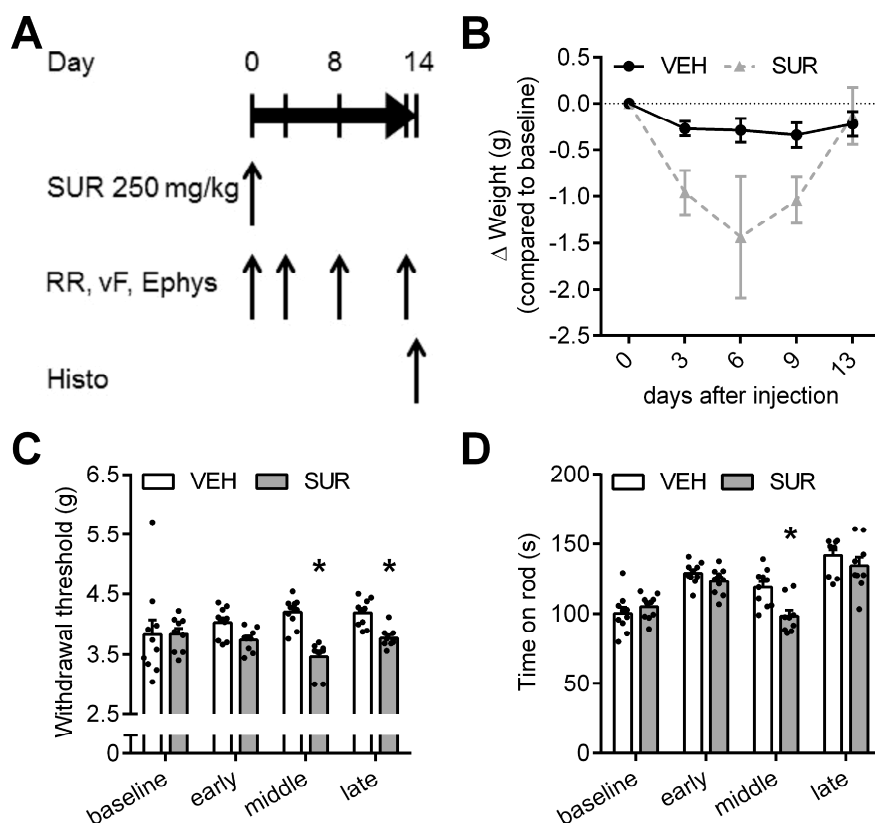 A
Day 0 8 14
SUR 250 mg/kg
RR, vF, Ephys
Histo
B
VEH SUR
0.5
0.0
-0.5
-1.0
-1.5
-2.0
-2.5
Δ Weight (g)
(compared to baseline)
0 3 6 9 13
days after injection
C
VEH SUR
6.5
5.5
4.5
3.5
2.5
0
Withdrawal threshold (g)
* *
baseline early middle late
D
VEH SUR
200
150
100
50
0
Time on rod (s)
*
baseline early middle late